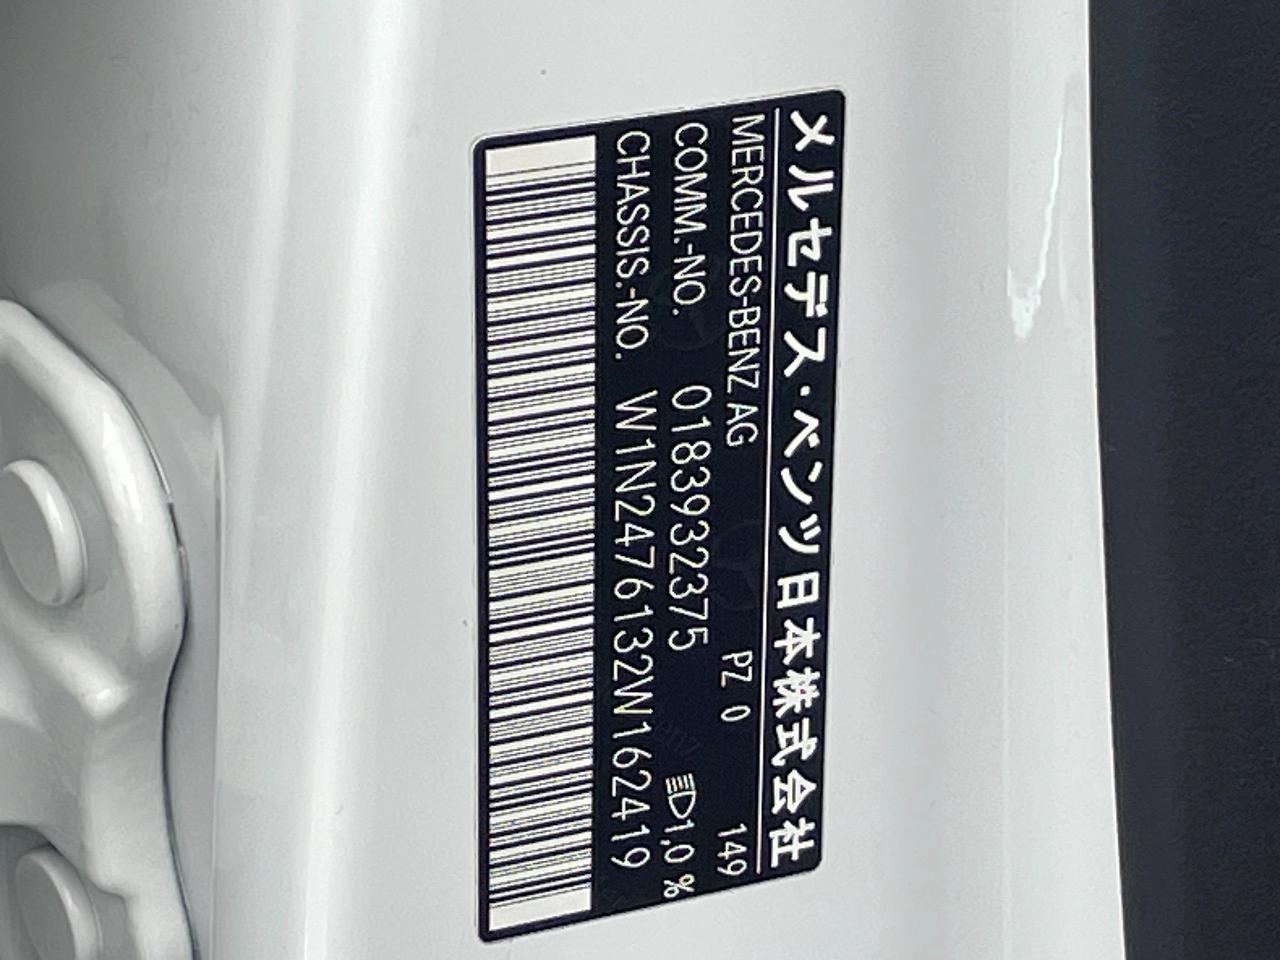 メルセデス・ベンツ日本株式会社
MERCEDES-BENZ AG PZ 0 149
COMM.-NO. 0183932375 1,0 %
CHASSIS.-NO. W1N2476132W162419